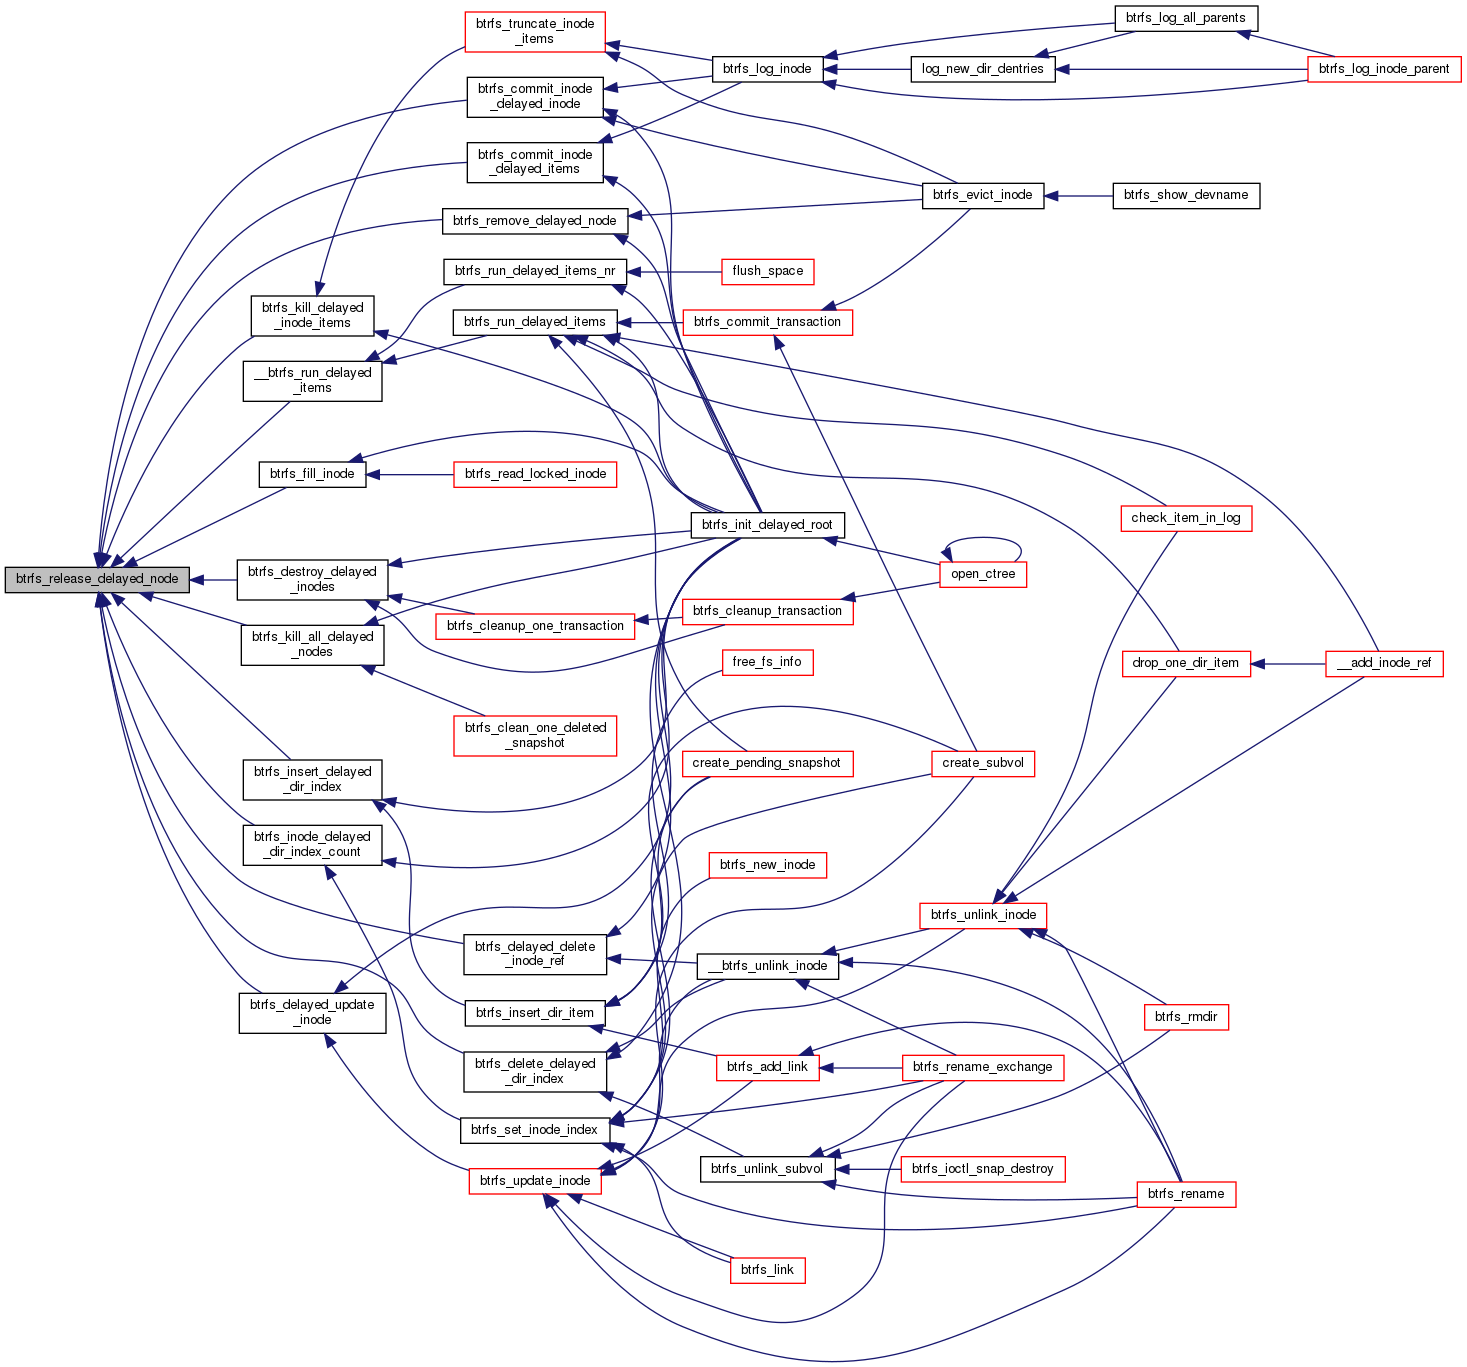 btrfs_truncate_inode
_items
btrfs_log_all_parents
btrfs_log_inode
log_new_dir_dentries
btrfs_log_inode_parent
btrfs_commit_inode
_delayed_inode
btrfs_commit_inode
_delayed_items
btrfs_evict_inode
btrfs_show_devname
btrfs_remove_delayed_node
btrfs_run_delayed_items_nr
flush_space
btrfs_kill_delayed
_inode_items
btrfs_run_delayed_items
btrfs_commit_transaction
__btrfs_run_delayed
_items
btrfs_fill_inode
btrfs_read_locked_inode
btrfs_init_delayed_root
check_item_in_log
btrfs_release_delayed_node
btrfs_destroy_delayed
_inodes
open_ctree
btrfs_cleanup_one_transaction
btrfs_cleanup_transaction
btrfs_kill_all_delayed
_nodes
free_fs_info
drop_one_dir_item
__add_inode_ref
btrfs_clean_one_deleted
_snapshot
btrfs_insert_delayed
_dir_index
create_pending_snapshot
create_subvol
btrfs_inode_delayed
_dir_index_count
btrfs_new_inode
btrfs_unlink_inode
btrfs_delayed_delete
_inode_ref
__btrfs_unlink_inode
btrfs_delayed_update
_inode
btrfs_insert_dir_item
btrfs_rmdir
btrfs_delete_delayed
_dir_index
btrfs_add_link
btrfs_rename_exchange
btrfs_set_inode_index
btrfs_unlink_subvol
btrfs_ioctl_snap_destroy
btrfs_update_inode
btrfs_rename
btrfs_link